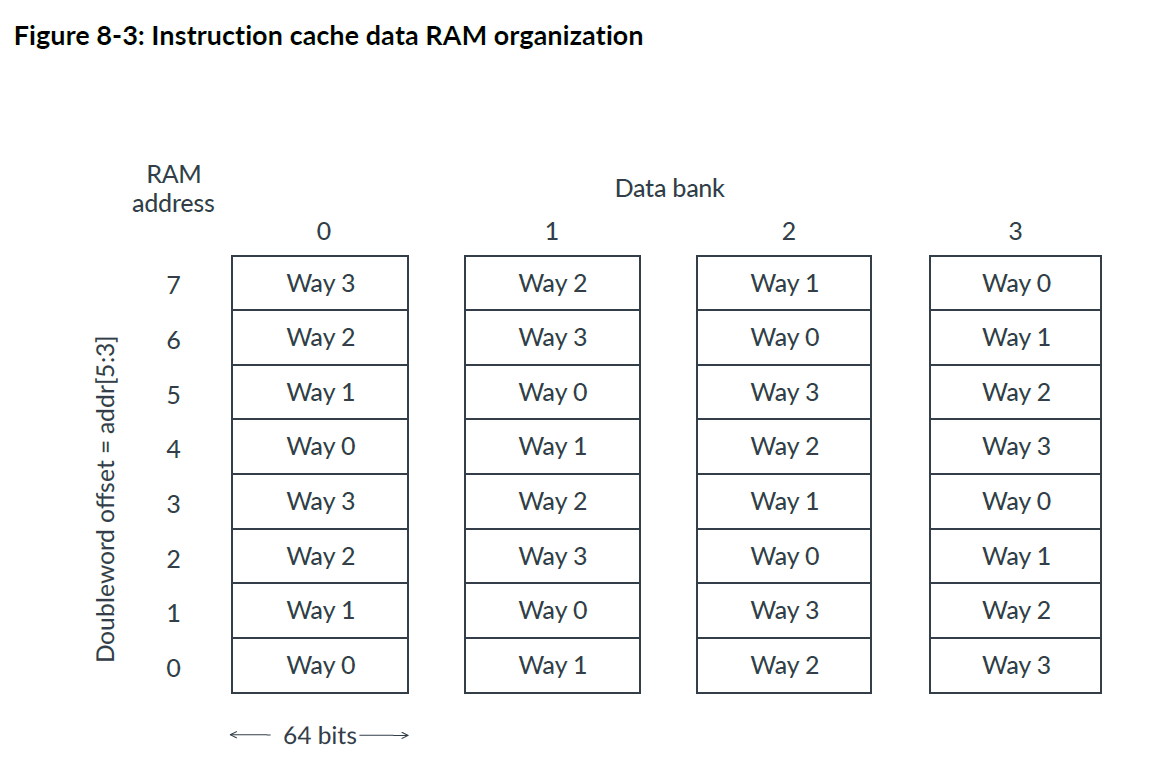 Figure 8-3: Instruction cache data RAM organization
RAM
address
Data bank
0 1 2 3
7 Way 3 Way 2 Way 1 Way 0
6 Way 2 Way 3 Way 0 Way 1
5 Way 1 Way 0 Way 3 Way 2
4 Way 0 Way 1 Way 2 Way 3
3 Way 3 Way 2 Way 1 Way 0
2 Way 2 Way 3 Way 0 Way 1
1 Way 1 Way 0 Way 3 Way 2
0 Way 0 Way 1 Way 2 Way 3
Doubleword offset = addr[5:3]
64 bits